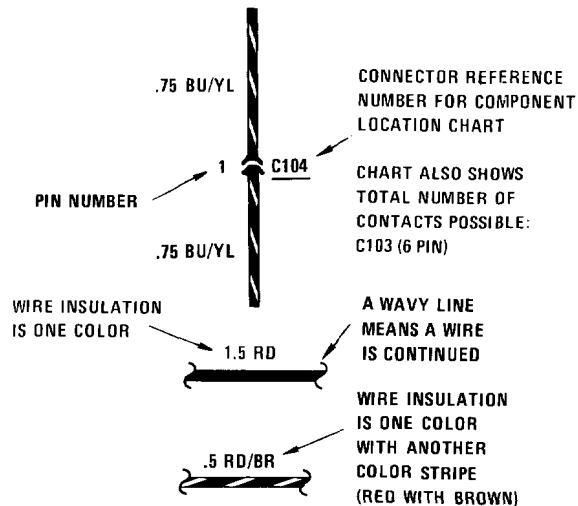 .75 BU/YL
CONNECTOR REFERENCE
NUMBER FOR COMPONENT
LOCATION CHART
1
C104
PIN NUMBER
CHART ALSO SHOWS
TOTAL NUMBER OF
CONTACTS POSSIBLE:
C103 (6 PIN)
.75 BU/YL
WIRE INSULATION
IS ONE COLOR
1.5 RD
A WAVY LINE
MEANS A WIRE
IS CONTINUED
.5 RD/BR
WIRE INSULATION
IS ONE COLOR
WITH ANOTHER
COLOR STRIPE
(RED WITH BROWN)